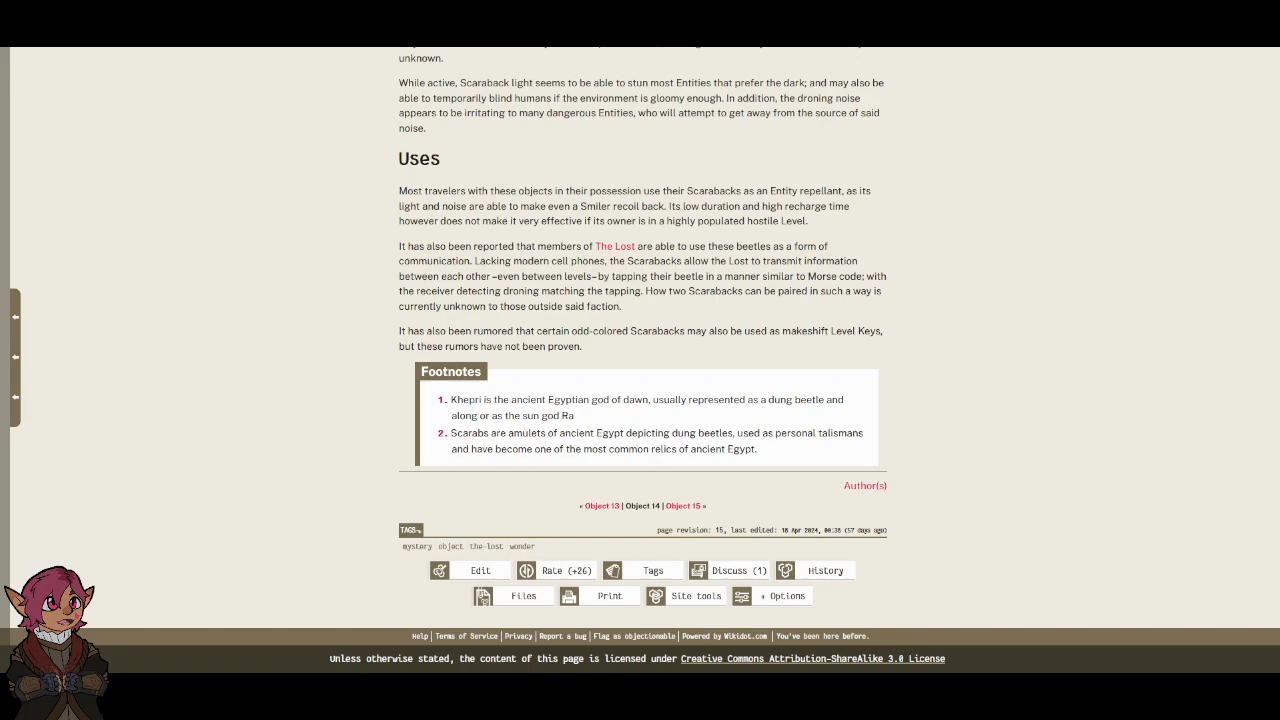 unknown.
While active, Scaraback light seems to be able to stun most Entities that prefer the dark; and may also be
able to temporarily blind humans if the environment is gloomy enough. In addition, the droning noise
appears to be irritating to many dangerous Entities, who will attempt to get away from the source of said
noise.
Uses
Most travelers with these objects in their possession use their Scarabacks as an Entity repellant, as its
light and noise are able to make even a Smiler recoil back. Its low duration and high recharge time
however does not make it very effective if its owner is in a highly populated hostile Level.
It has also been reported that members of The Lost are able to use these beetles as a form of
communication. Lacking modern cell phones, the Scarabacks allow the Lost to transmit information
between each other –even between levels– by tapping their beetle in a manner similar to Morse code; with
the receiver detecting droning matching the tapping. How two Scarabacks can be paired in such a way is
currently unknown to those outside said faction.
It has also been rumored that certain odd-colored Scarabacks may also be used as makeshift Level Keys,
but these rumors have not been proven.
Footnotes
1. Khepri is the ancient Egyptian god of dawn, usually represented as a dung beetle and
along or as the sun god Ra
2. Scarabs are amulets of ancient Egypt depicting dung beetles, used as personal talismans
and have become one of the most common relics of ancient Egypt.
Author(s)
« Object 13 | Object 14 | Object 15 »
TAGS page revision: 15, last edited: 18 Apr 2024, 00:38 (57 days ago)
mystery object the-lost wonder
Edit Rate (+26) Tags Discuss (1) History
Files Print Site tools + Options
Help | Terms of Service | Privacy | Report a bug | Flag as objectionable | Powered by Wikidot.com | You've been here before.
Unless otherwise stated, the content of this page is licensed under Creative Commons Attribution-ShareAlike 3.0 License